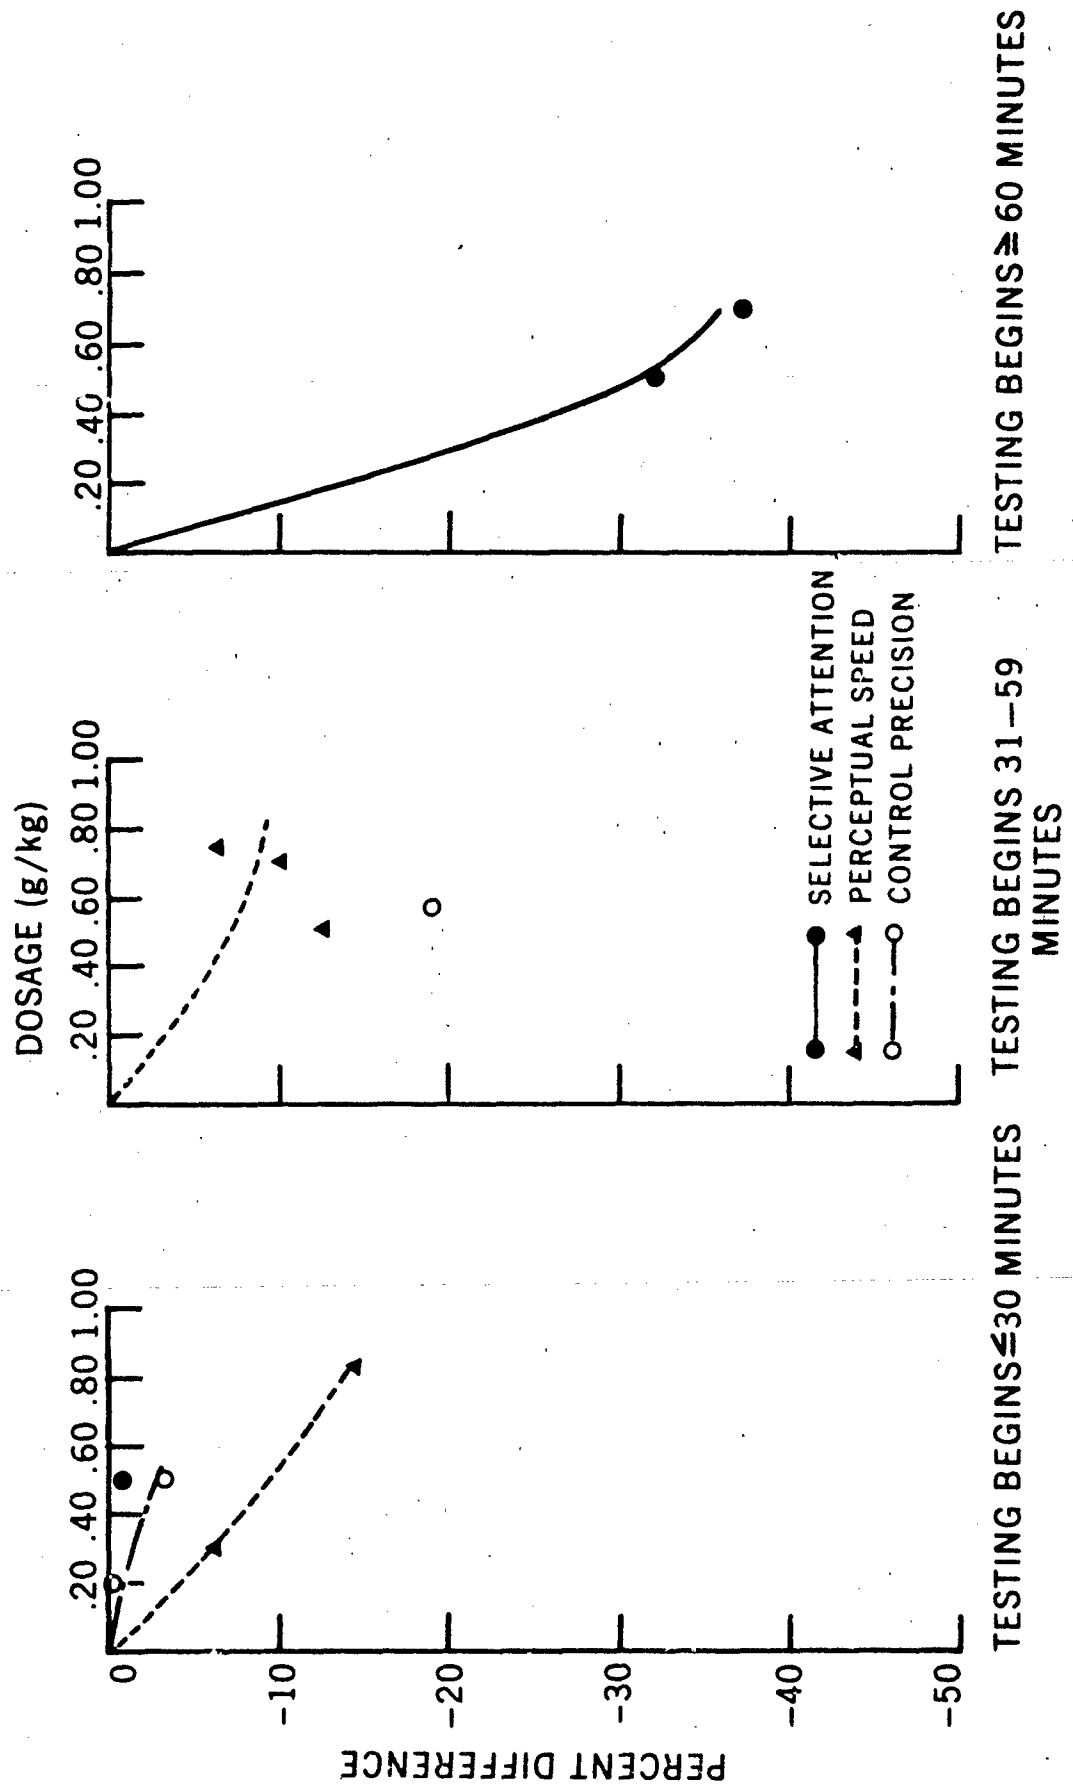 DOSAGE (g/kg)
.20 .40 .60 .80 1.00
.20 .40 .60 .80 1.00
.20 .40 .60 .80 1.00
0
-10
-20
-30
-40
-50
PERCENT DIFFERENCE
SELECTIVE ATTENTION
PERCEPTUAL SPEED
CONTROL PRECISION
TESTING BEGINS≤30 MINUTES
TESTING BEGINS 31–59
MINUTES
TESTING BEGINS≥60 MINUTES